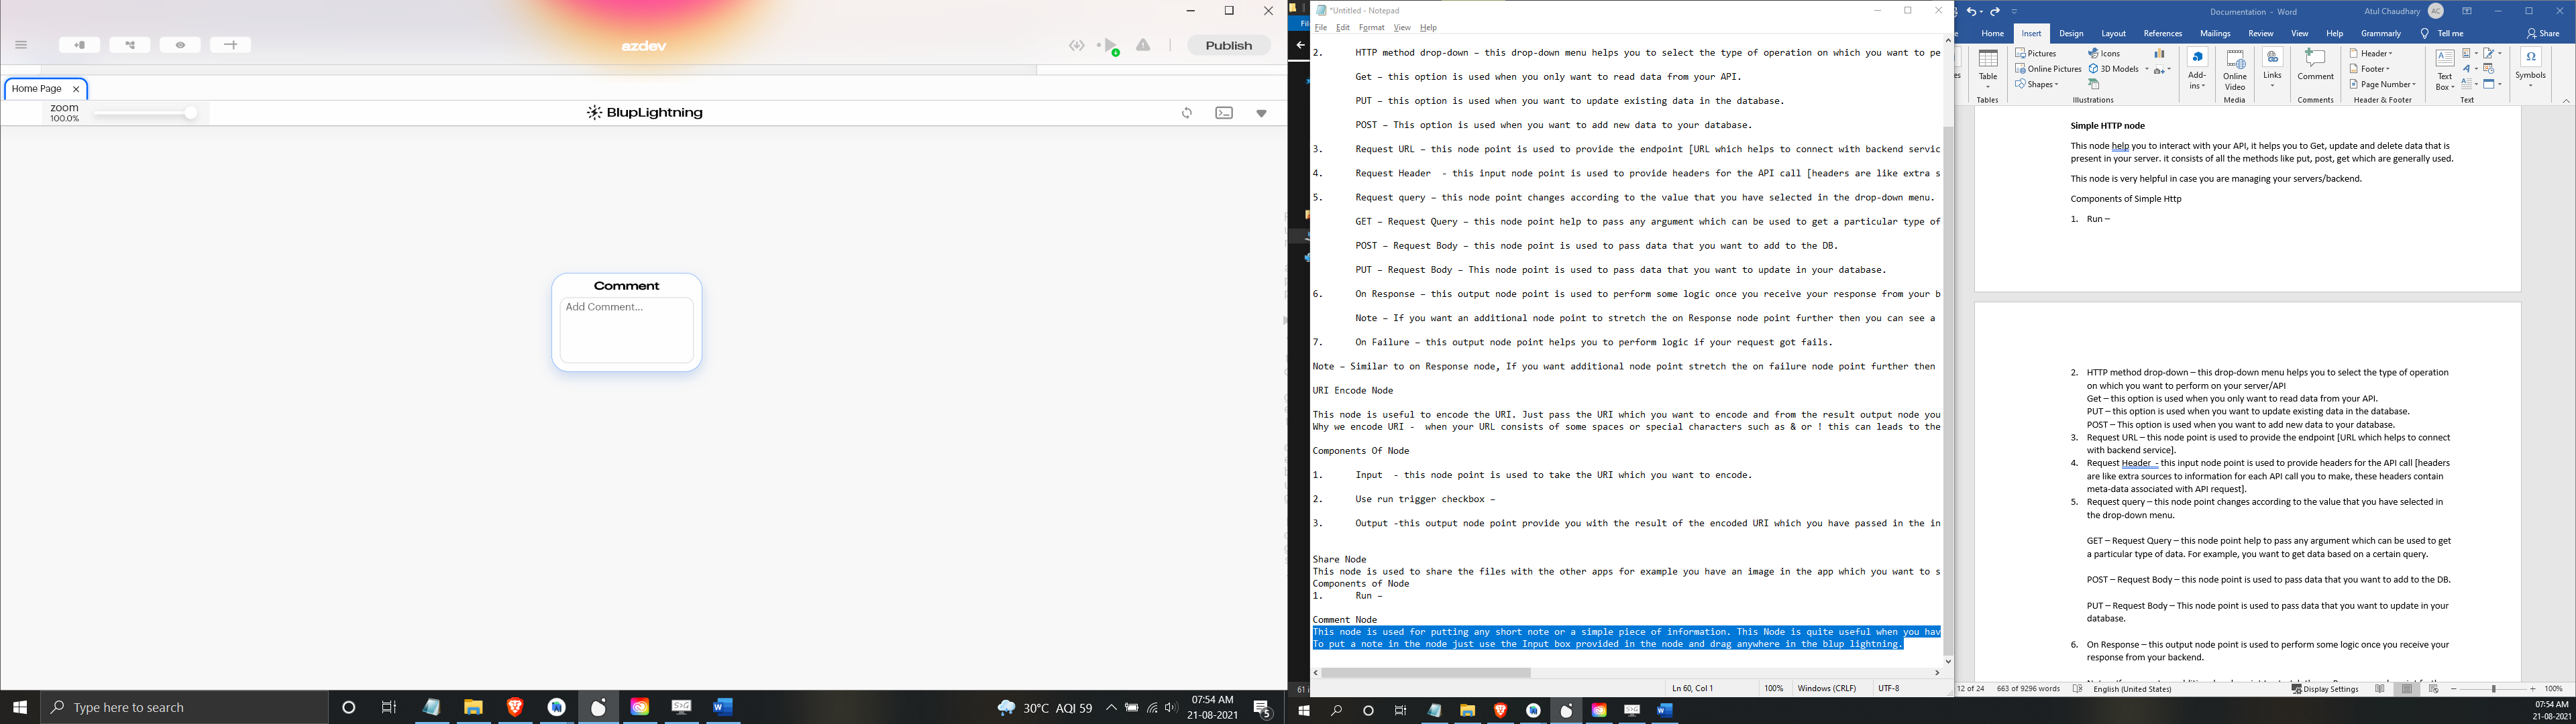 azdev
Publish
Home Page
zoom
100.0%
BlupLightning
Comment
Add Comment...
Type here to search
30°C AQI 59
07:54 AM
21-08-2021
5
*Untitled - Notepad
File Edit Format View Help
2. HTTP method drop-down – this drop-down menu helps you to select the type of operation on which you want to pe
Get – this option is used when you only want to read data from your API.
PUT – this option is used when you want to update existing data in the database.
POST – This option is used when you want to add new data to your database.
3. Request URL – this node point is used to provide the endpoint [URL which helps to connect with backend servic
4. Request Header - this input node point is used to provide headers for the API call [headers are like extra s
5. Request query – this node point changes according to the value that you have selected in the drop-down menu.
GET – Request Query – this node point help to pass any argument which can be used to get a particular type of
POST – Request Body – this node point is used to pass data that you want to add to the DB.
PUT – Request Body – This node point is used to pass data that you want to update in your database.
6. On Response – this output node point is used to perform some logic once you receive your response from your b
Note – If you want an additional node point to stretch the on Response node point further then you can see a
7. On Failure – this output node point helps you to perform logic if your request got fails.
Note – Similar to on Response node, If you want additional node point stretch the on failure node point further then
URI Encode Node
This node is useful to encode the URI. Just pass the URI which you want to encode and from the result output node you
Why we encode URI - when your URL consists of some spaces or special characters such as & or ! this can leads to the
Components Of Node
1. Input - this node point is used to take the URI which you want to encode.
2. Use run trigger checkbox –
3. Output -this output node point provide you with the result of the encoded URI which you have passed in the in
Share Node
This node is used to share the files with the other apps for example you have an image in the app which you want to s
Components of Node
1. Run –
Comment Node
This node is used for putting any short note or a simple piece of information. This Node is quite useful when you hav
To put a note in the node just use the Input box provided in the node and drag anywhere in the blup lightning.
Ln 60, Col 1 100% Windows (CRLF) UTF-8
Documentation - Word
Atul Chaudhary AC
Home Insert Design Layout References Mailings Review View Help Grammarly Tell me Share
Table
Tables
Pictures
Online Pictures
Shapes
Icons
3D Models
Illustrations
Add-ins
Online Video
Media
Links
Comment
Comments
Header
Footer
Page Number
Header & Footer
Text Box
Text
Symbols
Simple HTTP node
This node help you to interact with your API, it helps you to Get, update and delete data that is
present in your server. it consists of all the methods like put, post, get which are generally used.
This node is very helpful in case you are managing your servers/backend.
Components of Simple Http
1. Run –
2. HTTP method drop-down – this drop-down menu helps you to select the type of operation
on which you want to perform on your server/API
Get – this option is used when you only want to read data from your API.
PUT – this option is used when you want to update existing data in the database.
POST – This option is used when you want to add new data to your database.
3. Request URL – this node point is used to provide the endpoint [URL which helps to connect
with backend service].
4. Request Header - this input node point is used to provide headers for the API call [headers
are like extra sources to information for each API call you to make, these headers contain
meta-data associated with API request].
5. Request query – this node point changes according to the value that you have selected in
the drop-down menu.
GET – Request Query – this node point help to pass any argument which can be used to get
a particular type of data. For example, you want to get data based on a certain query.
POST – Request Body – this node point is used to pass data that you want to add to the DB.
PUT – Request Body – This node point is used to pass data that you want to update in your
database.
6. On Response – this output node point is used to perform some logic once you receive your
response from your backend.
12 of 24 663 of 9296 words English (United States) Display Settings 100%
07:54 AM
21-08-2021